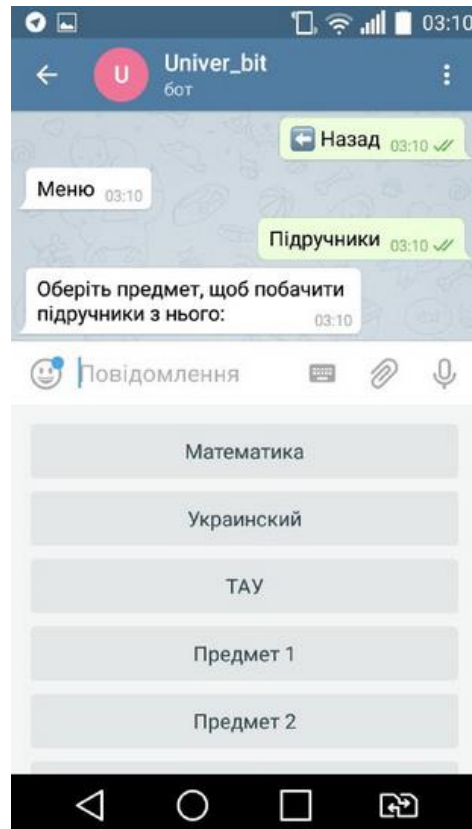 03:10
U
Univer_bit
бот
Назад 03:10
Меню 03:10
Підручники 03:10
Оберіть предмет, щоб побачити
підручники з нього: 03:10
Повідомлення
Математика
Украинский
ТАУ
Предмет 1
Предмет 2